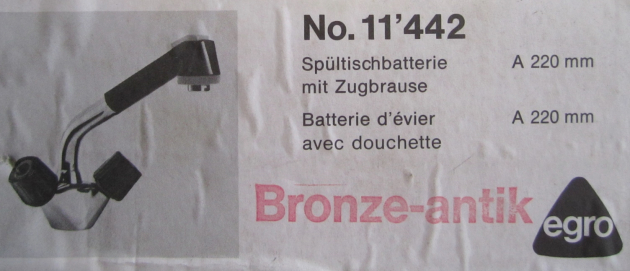 No. 11'442
Spültischbatterie A 220 mm
mit Zugbrause
Batterie d'évier A 220 mm
avec douchette
Bronze-antik
egro